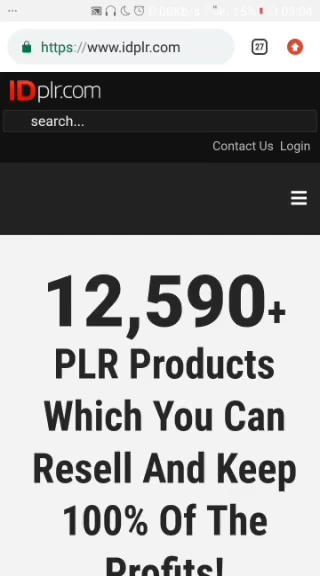 https://www.idplr.com
27
IDplr.com
search...
Contact Us Login
12,590+
PLR Products
Which You Can
Resell And Keep
100% Of The
Profits!